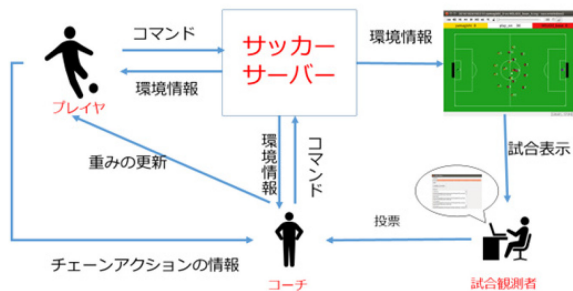 コマンド
サッカー
サーバー
環境情報
環境情報
プレイヤ
重みの更新
環境情報
コマンド
試合表示
投票
チェーンアクションの情報
コーチ
試合観測者